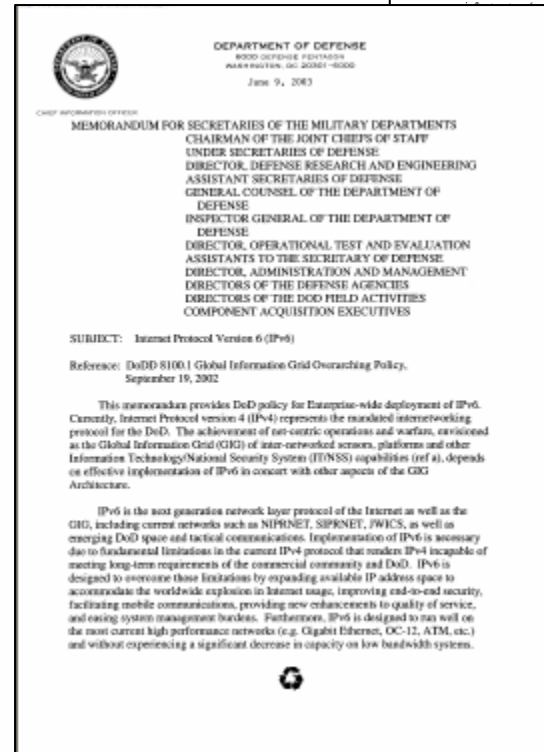 DEPARTMENT OF DEFENSE
6000 DEFENSE PENTAGON
WASHINGTON, DC 20301-6000
June 9, 2003
CHIEF INFORMATION OFFICER
MEMORANDUM FOR SECRETARIES OF THE MILITARY DEPARTMENTS
CHAIRMAN OF THE JOINT CHIEFS OF STAFF
UNDER SECRETARIES OF DEFENSE
DIRECTOR, DEFENSE RESEARCH AND ENGINEERING
ASSISTANT SECRETARIES OF DEFENSE
GENERAL COUNSEL OF THE DEPARTMENT OF
DEFENSE
INSPECTOR GENERAL OF THE DEPARTMENT OF
DEFENSE
DIRECTOR, OPERATIONAL TEST AND EVALUATION
ASSISTANTS TO THE SECRETARY OF DEFENSE
DIRECTOR, ADMINISTRATION AND MANAGEMENT
DIRECTORS OF THE DEFENSE AGENCIES
DIRECTORS OF THE DOD FIELD ACTIVITIES
COMPONENT ACQUISITION EXECUTIVES
SUBJECT: Internet Protocol Version 6 (IPv6)
Reference: DoDD 8100.1 Global Information Grid Overarching Policy,
September 19, 2002
This memorandum provides DoD policy for Enterprise-wide deployment of IPv6.
Currently, Internet Protocol version 4 (IPv4) represents the mandated internetworking
protocol for the DoD. The achievement of net-centric operations and warfare, envisioned
as the Global Information Grid (GIG) of inter-networked sensors, platforms and other
Information Technology/National Security System (IT/NSS) capabilities (ref a), depends
on effective implementation of IPv6 in concert with other aspects of the GIG
Architecture.
IPv6 is the next generation network layer protocol of the Internet as well as the
GIG, including current networks such as NIPRNET, SIPRNET, JWICS, as well as
emerging DoD space and tactical communications. Implementation of IPv6 is necessary
due to fundamental limitations in the current IPv4 protocol that renders IPv4 incapable of
meeting long-term requirements of the commercial community and DoD. IPv6 is
designed to overcome those limitations by expanding available IP address space to
accommodate the worldwide explosion in Internet usage, improving end-to-end security,
facilitating mobile communications, providing new enhancements to quality of service,
and easing system management burdens. Furthermore, IPv6 is designed to run well on
the most current high performance networks (e.g. Gigabit Ethernet, OC-12, ATM, etc.)
and without experiencing a significant decrease in capacity on low bandwidth systems.